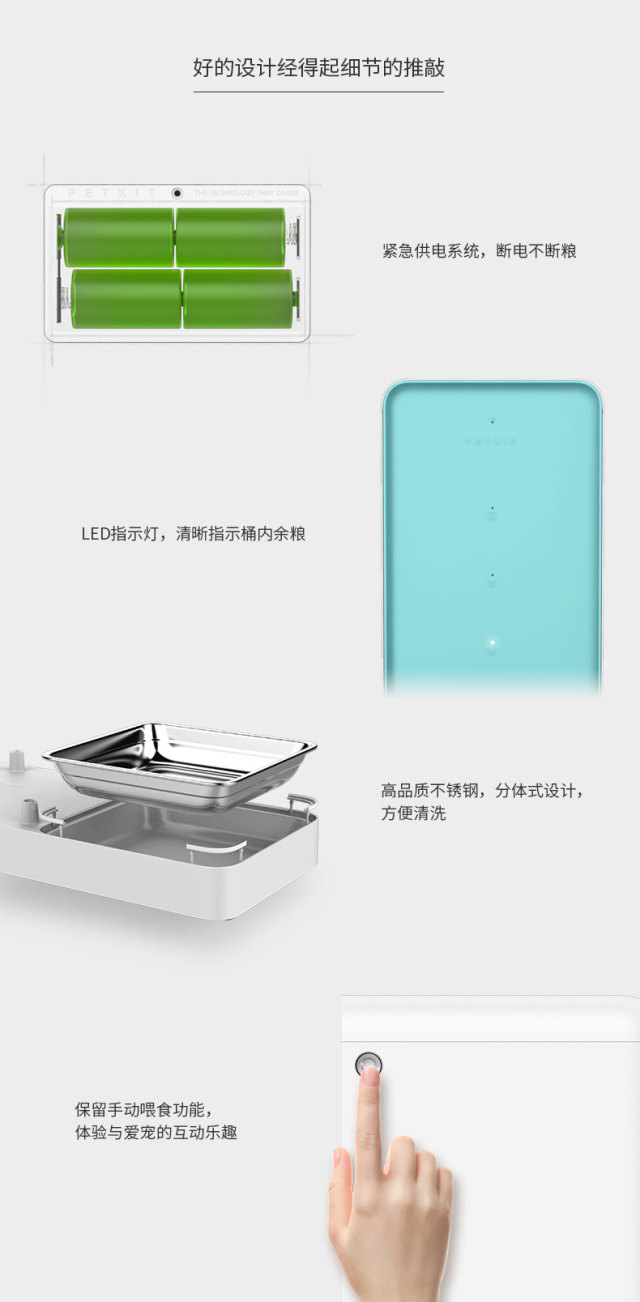 好的设计经得起细节的推敲
PETKIT
THE TECHNOLOGY THAT CARES
紧急供电系统，断电不断粮
PETKIT
LED指示灯，清晰指示桶内余粮
高品质不锈钢，分体式设计，
方便清洗
保留手动喂食功能，
体验与爱宠的互动乐趣